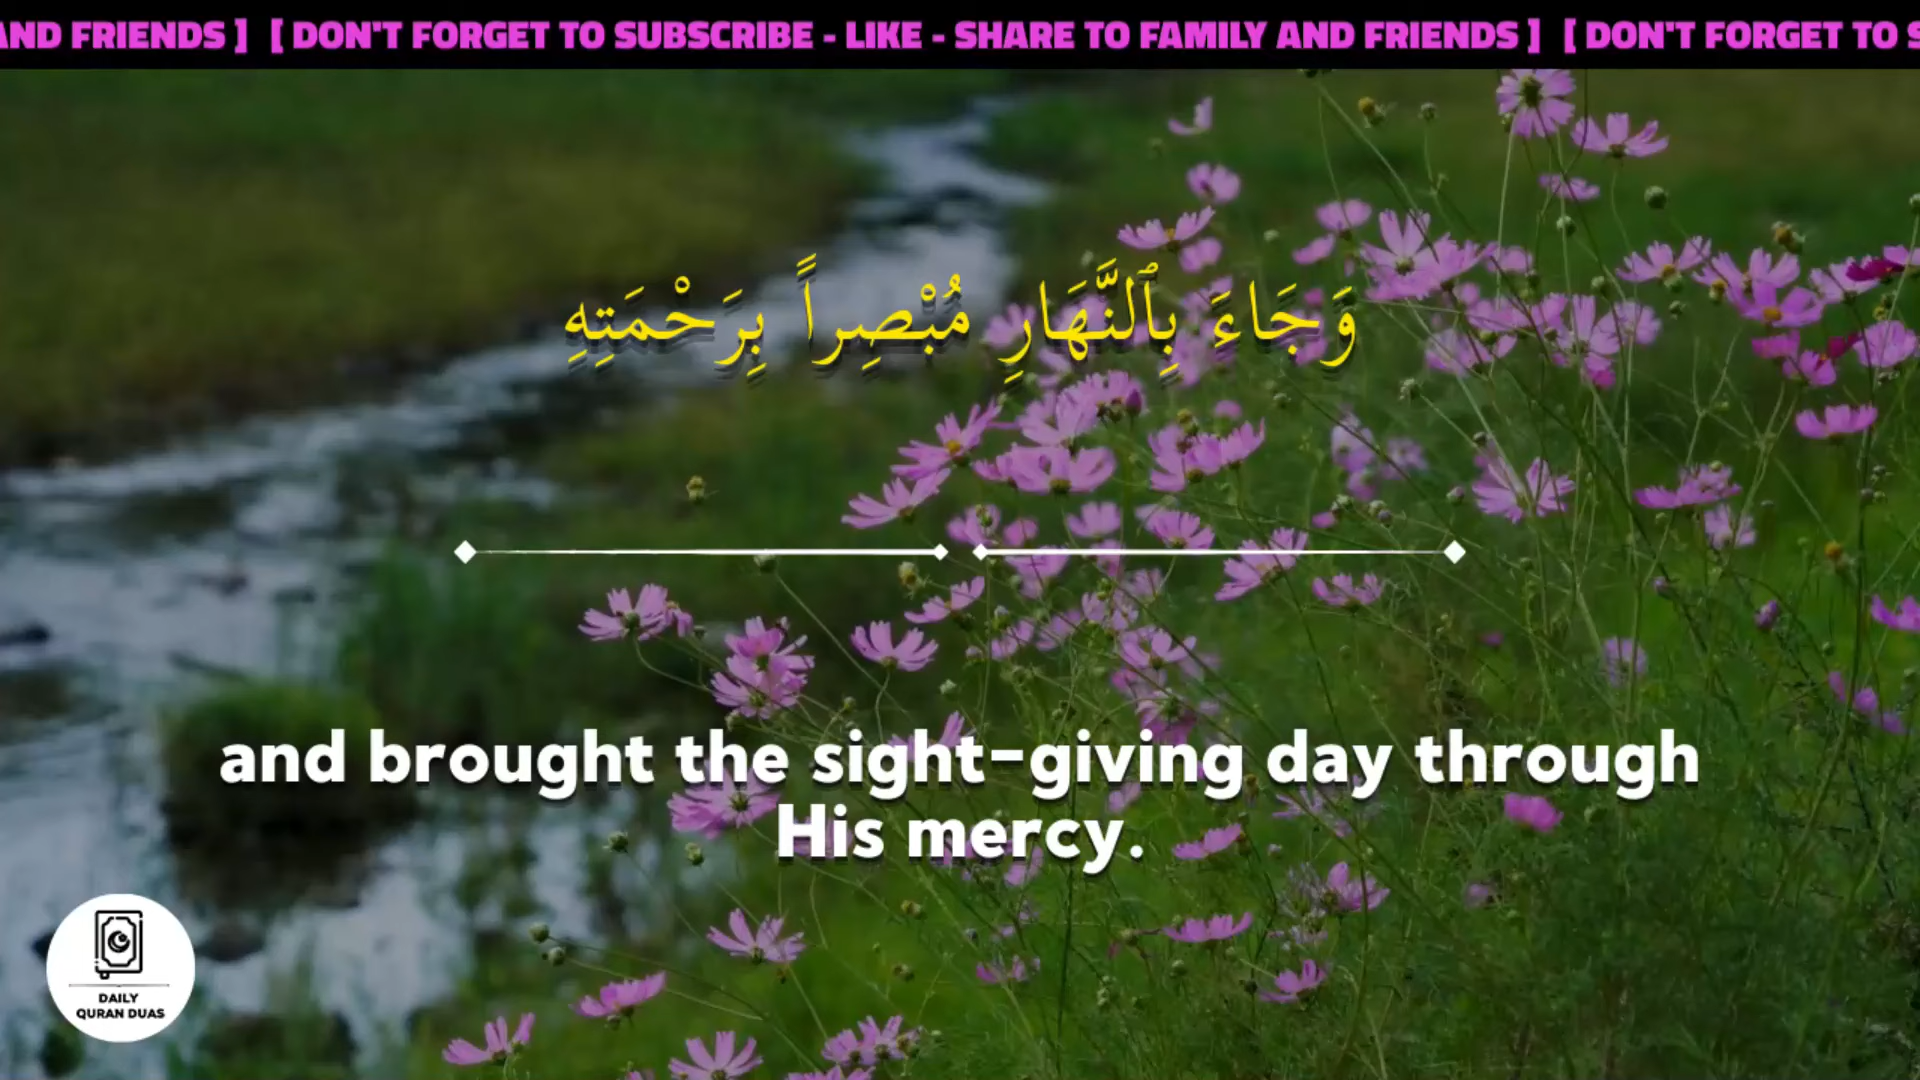 AND FRIENDS ] [ DON'T FORGET TO SUBSCRIBE - LIKE - SHARE TO FAMILY AND FRIENDS ] [ DON'T FORGET TO S
وَجَاءَ بِٱلنَّهَارِ مُبْصِراً بِرَحْمَتِهِ
and brought the sight-giving day through
His mercy.
DAILY
QURAN DUAS